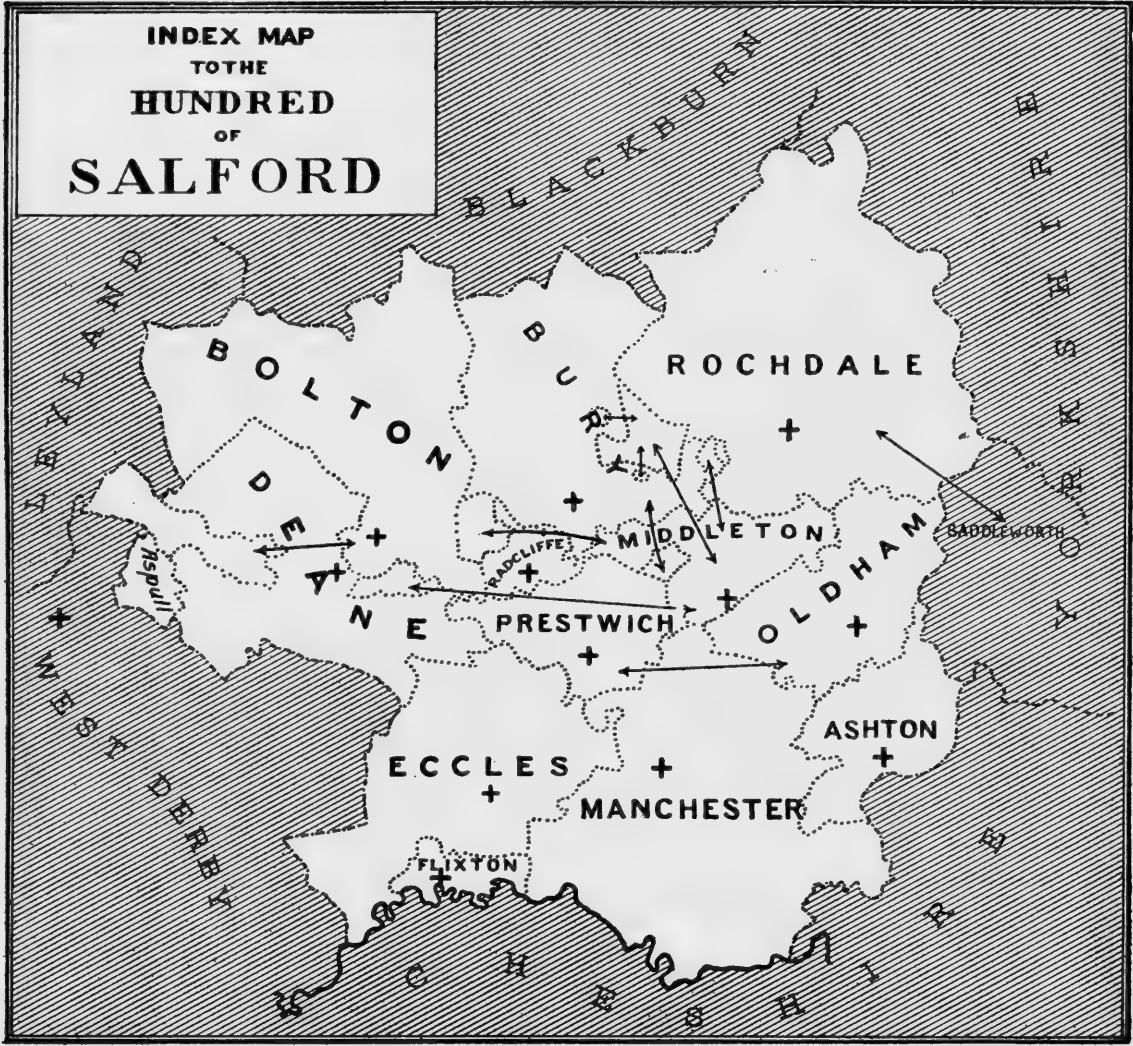 INDEX MAP
TO THE
HUNDRED
OF
SALFORD
BLACKBURN
YORKSHIRE
LEYLAND
BOLTON
BURY
ROCHDALE
DEANE
MIDDLETON
SADDLEWORTH
RADCLIFFE
Aspull
OLDHAM
PRESTWICH
WEST DERBY
ASHTON
ECCLES
MANCHESTER
FLIXTON
CHESHIRE